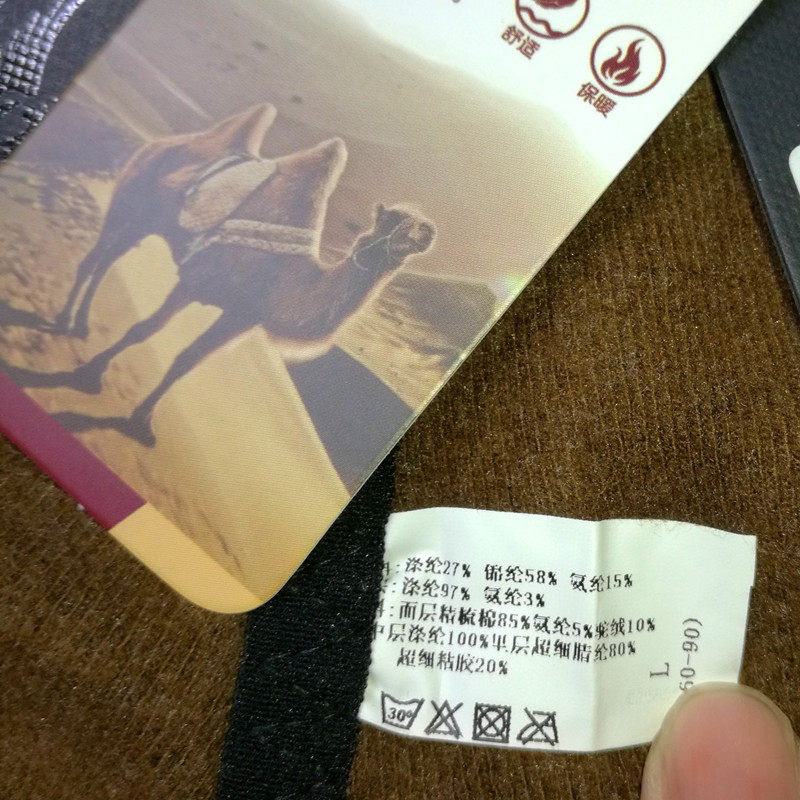 舒适
保暖
:涤纶27% 锦纶58% 氨纶15%
:涤纶97% 氨纶3%
:面层精梳棉85%氨纶5%驼绒10%
中层涤纶100%里层超细腈纶80%
超细粘胶20%
L
30°